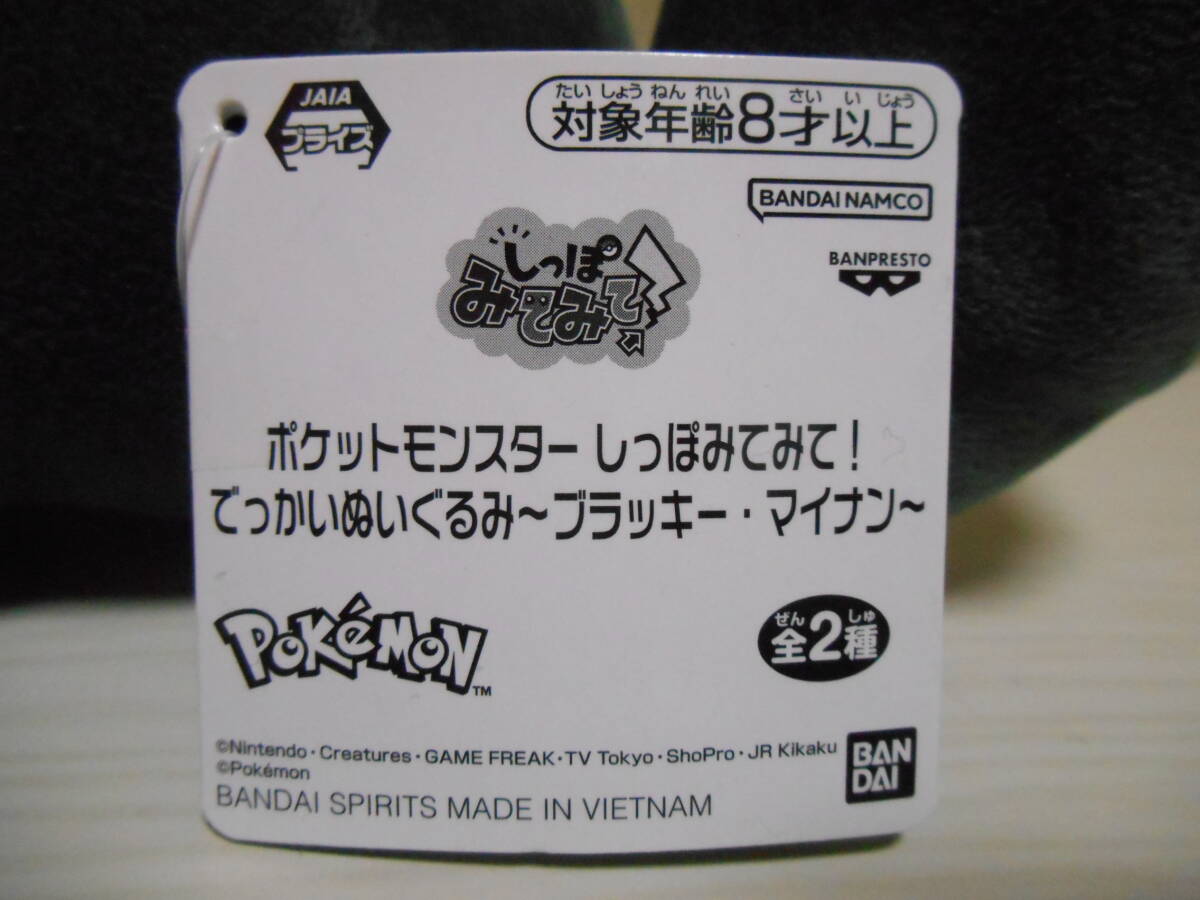 JAIA
プライズ
たいしょうねんれい さいいじょう
対象年齢8才以上
BANDAI NAMCO
BANPRESTO
しっぽ
みてみて
ポケットモンスター しっぽみてみて!
でっかいぬいぐるみ～ブラッキー・マイナン～
POKéMON™
ぜん しゅ
全2種
©Nintendo・Creatures・GAME FREAK・TV Tokyo・ShoPro・JR Kikaku
©Pokémon
BANDAI SPIRITS MADE IN VIETNAM
BAN
DAI